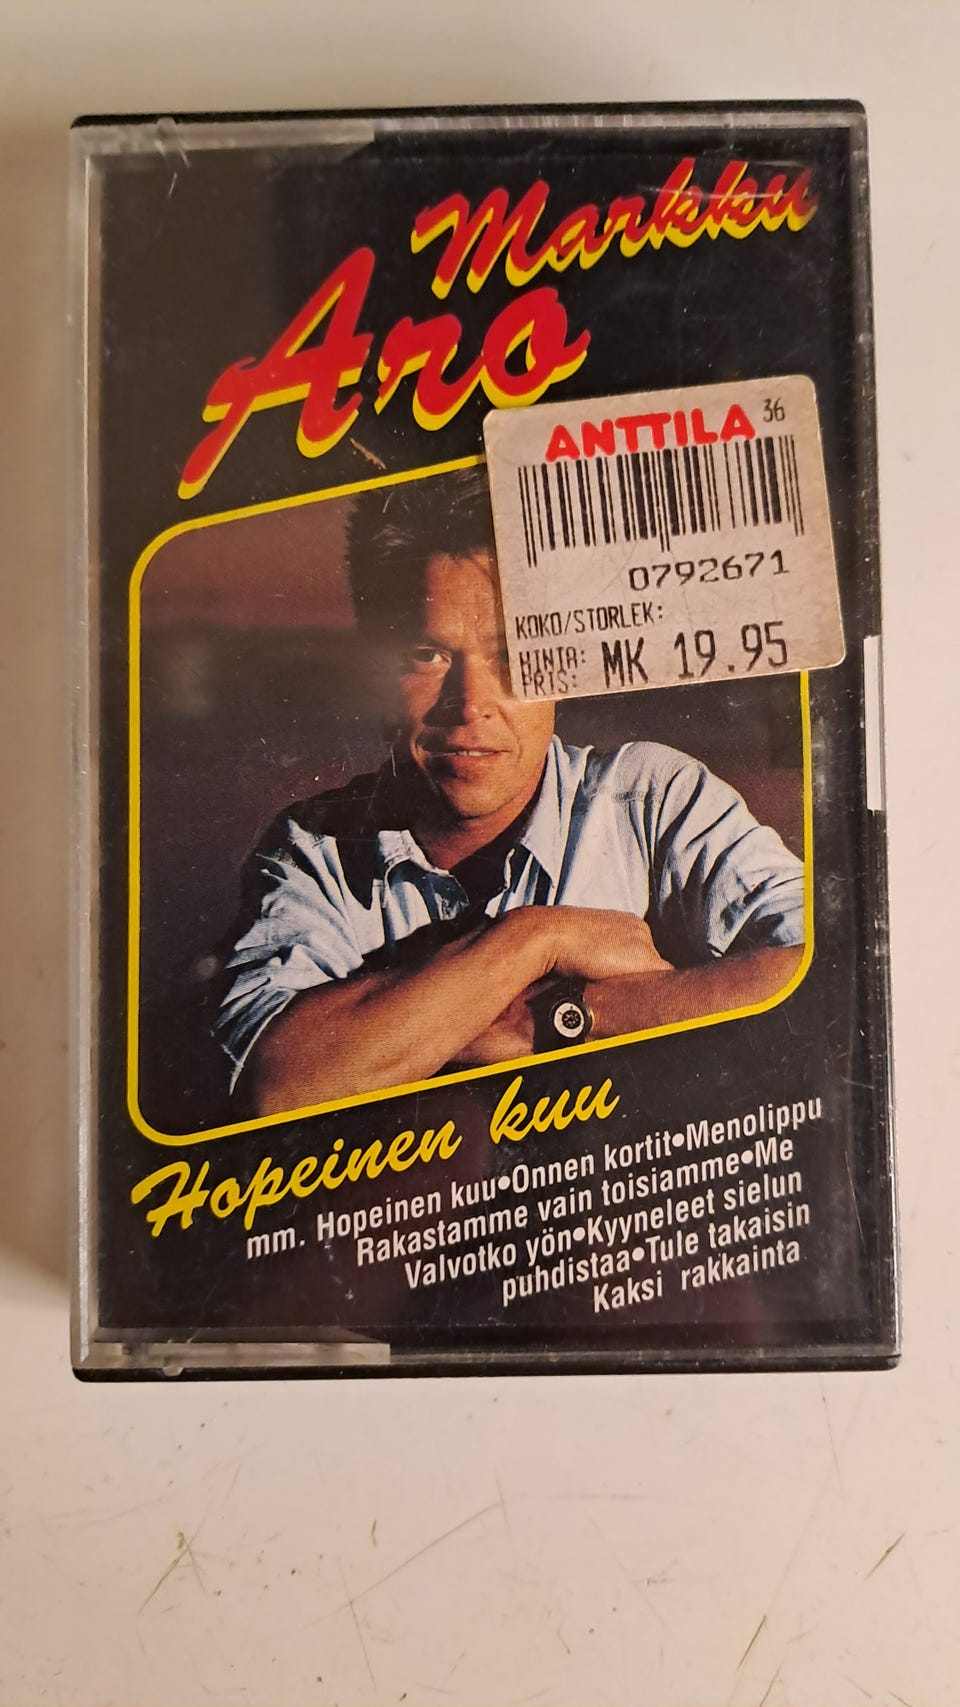 Markku
Aro
ANTTILA 36
0792671
KOKO/STORLEK:
HINTA: MK 19.95
PRIS:
Hopeinen kuu
mm. Hopeinen kuu•Onnen kortit•Menolippu
Rakastamme vain toisiamme•Me
Valvotko yön•Kyyneleet sielun
puhdistaa•Tule takaisin
Kaksi rakkainta